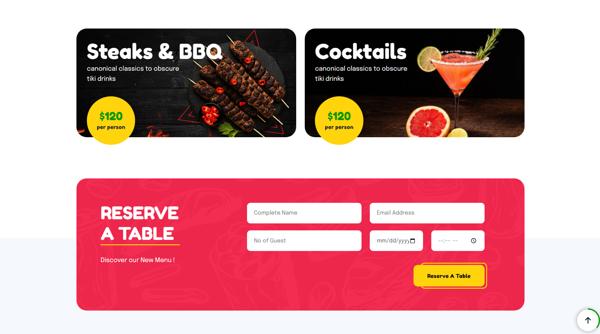 Steaks & BBQ
canonical classics to obscure
tiki drinks
$120
per person
Cocktails
canonical classics to obscure
tiki drinks
$120
per person
RESERVE
A TABLE
Discover our New Menu !
Complete Name
Email Address
No of Guest
mm/dd/yyyy
--:-- --
Reserve A Table